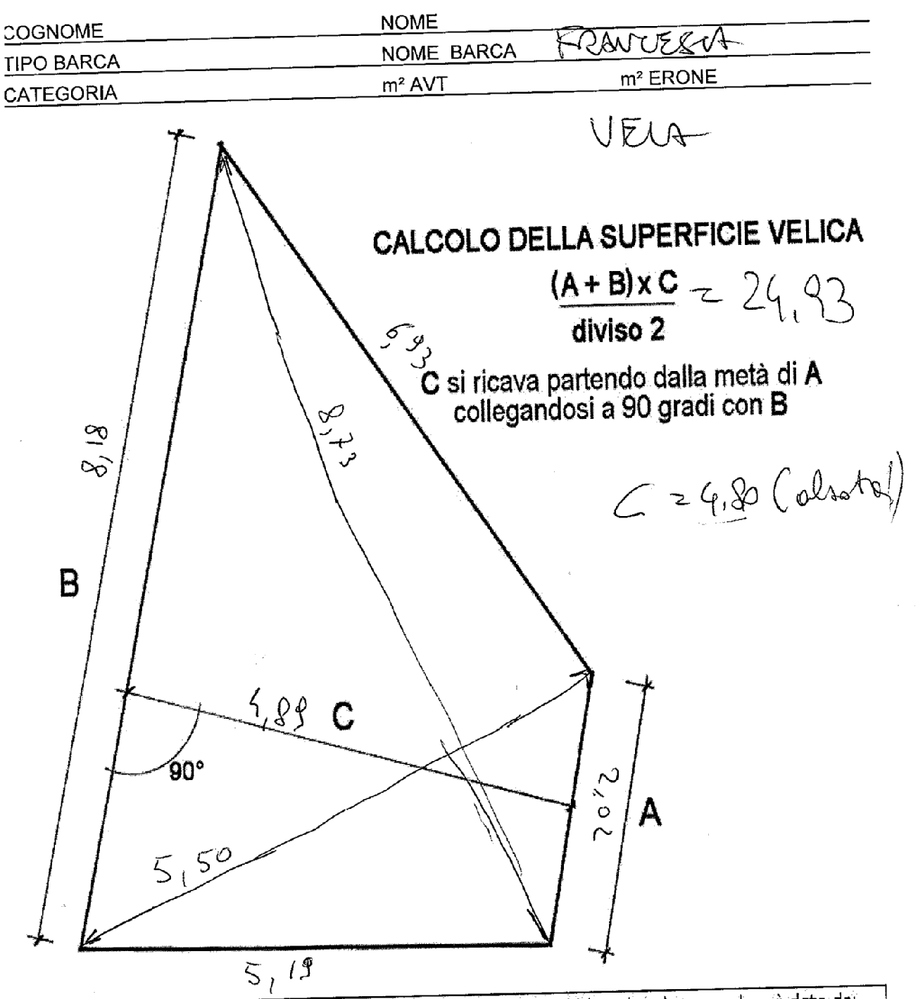 COGNOME NOME
TIPO BARCA NOME BARCA FRANCESCA
CATEGORIA m² AVT m² ERONE
VELA
CALCOLO DELLA SUPERFICIE VELICA
(A + B) x C = 24,93
diviso 2
6,93
C si ricava partendo dalla metà di A
collegandosi a 90 gradi con B
8,73
8,18
C = 4,80
B
4,89 C
90°
2,02
A
5,50
5,19